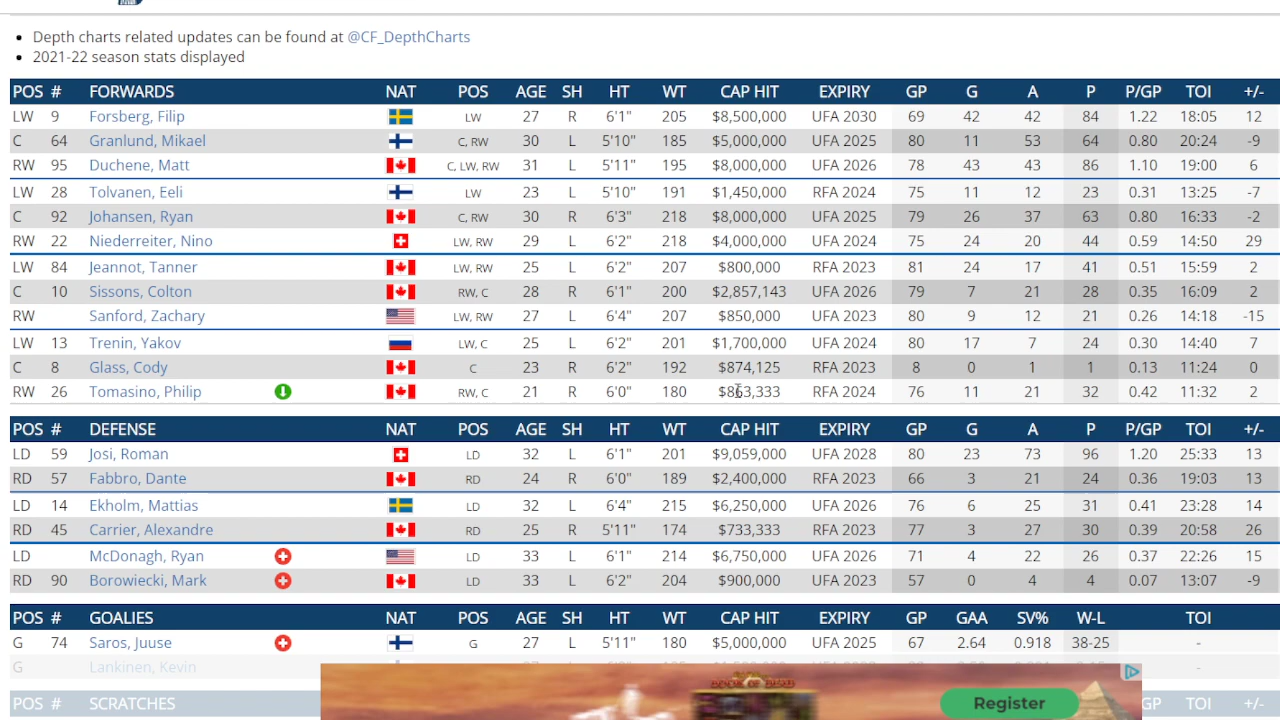 • Depth charts related updates can be found at @CF_DepthCharts
• 2021-22 season stats displayed
POS # FORWARDS NAT POS AGE SH HT WT CAP HIT EXPIRY GP G A P P/GP TOI +/-
LW 9 Forsberg, Filip LW 27 R 6'1" 205 $8,500,000 UFA 2030 69 42 42 84 1.22 18:05 12
C 64 Granlund, Mikael C, RW 30 L 5'10" 185 $5,000,000 UFA 2025 80 11 53 64 0.80 20:24 -9
RW 95 Duchene, Matt C, LW, RW 31 L 5'11" 195 $8,000,000 UFA 2026 78 43 43 86 1.10 19:00 6
LW 28 Tolvanen, Eeli LW 23 L 5'10" 191 $1,450,000 RFA 2024 75 11 12 23 0.31 13:25 -7
C 92 Johansen, Ryan C, RW 30 R 6'3" 218 $8,000,000 UFA 2025 79 26 37 63 0.80 16:33 -2
RW 22 Niederreiter, Nino LW, RW 29 L 6'2" 218 $4,000,000 UFA 2024 75 24 20 44 0.59 14:50 29
LW 84 Jeannot, Tanner LW, RW 25 L 6'2" 207 $800,000 RFA 2023 81 24 17 41 0.51 15:59 2
C 10 Sissons, Colton RW, C 28 R 6'1" 200 $2,857,143 UFA 2026 79 7 21 28 0.35 16:09 2
RW Sanford, Zachary LW, RW 27 L 6'4" 207 $850,000 UFA 2023 80 9 12 21 0.26 14:18 -15
LW 13 Trenin, Yakov LW, C 25 L 6'2" 201 $1,700,000 UFA 2024 80 17 7 24 0.30 14:40 7
C 8 Glass, Cody C 23 R 6'2" 192 $874,125 RFA 2023 8 0 1 1 0.13 11:24 0
RW 26 Tomasino, Philip RW, C 21 R 6'0" 180 $863,333 RFA 2024 76 11 21 32 0.42 11:32 2
POS # DEFENSE NAT POS AGE SH HT WT CAP HIT EXPIRY GP G A P P/GP TOI +/-
LD 59 Josi, Roman LD 32 L 6'1" 201 $9,059,000 UFA 2028 80 23 73 96 1.20 25:33 13
RD 57 Fabbro, Dante RD 24 R 6'0" 189 $2,400,000 RFA 2023 66 3 21 24 0.36 19:03 13
LD 14 Ekholm, Mattias LD 32 L 6'4" 215 $6,250,000 UFA 2026 76 6 25 31 0.41 23:28 14
RD 45 Carrier, Alexandre RD 25 R 5'11" 174 $733,333 RFA 2023 77 3 27 30 0.39 20:58 26
LD McDonagh, Ryan LD 33 L 6'1" 214 $6,750,000 UFA 2026 71 4 22 26 0.37 22:26 15
RD 90 Borowiecki, Mark LD 33 L 6'2" 204 $900,000 UFA 2023 57 0 4 4 0.07 13:07 -9
POS # GOALIES NAT POS AGE SH HT WT CAP HIT EXPIRY GP GAA SV% W-L TOI
G 74 Saros, Juuse G 27 L 5'11" 180 $5,000,000 UFA 2025 67 2.64 0.918 38-25 -
G Lankinen, Kevin -
POS # SCRATCHES GP TOI +/-
Register